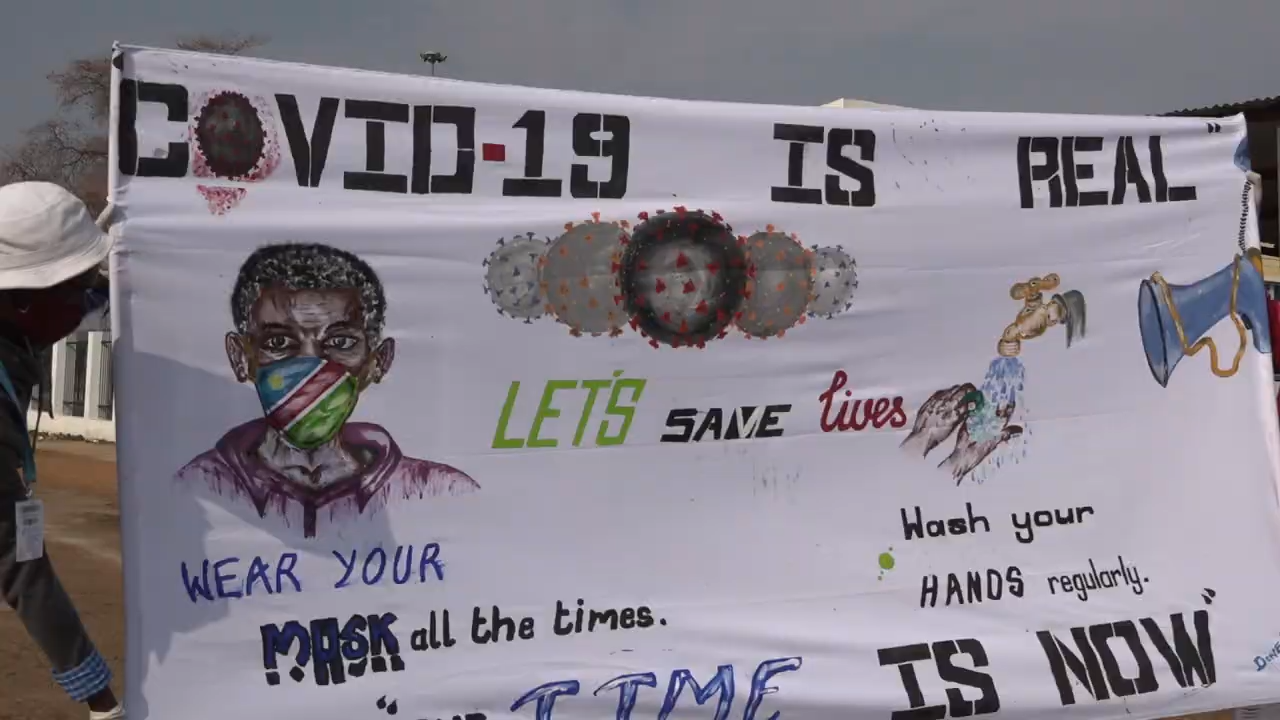 COVID-19 IS REAL"
LET'S SAVE lives
WEAR YOUR
MASK all the times.
Wash your
HANDS regularly.
" TIME IS NOW"